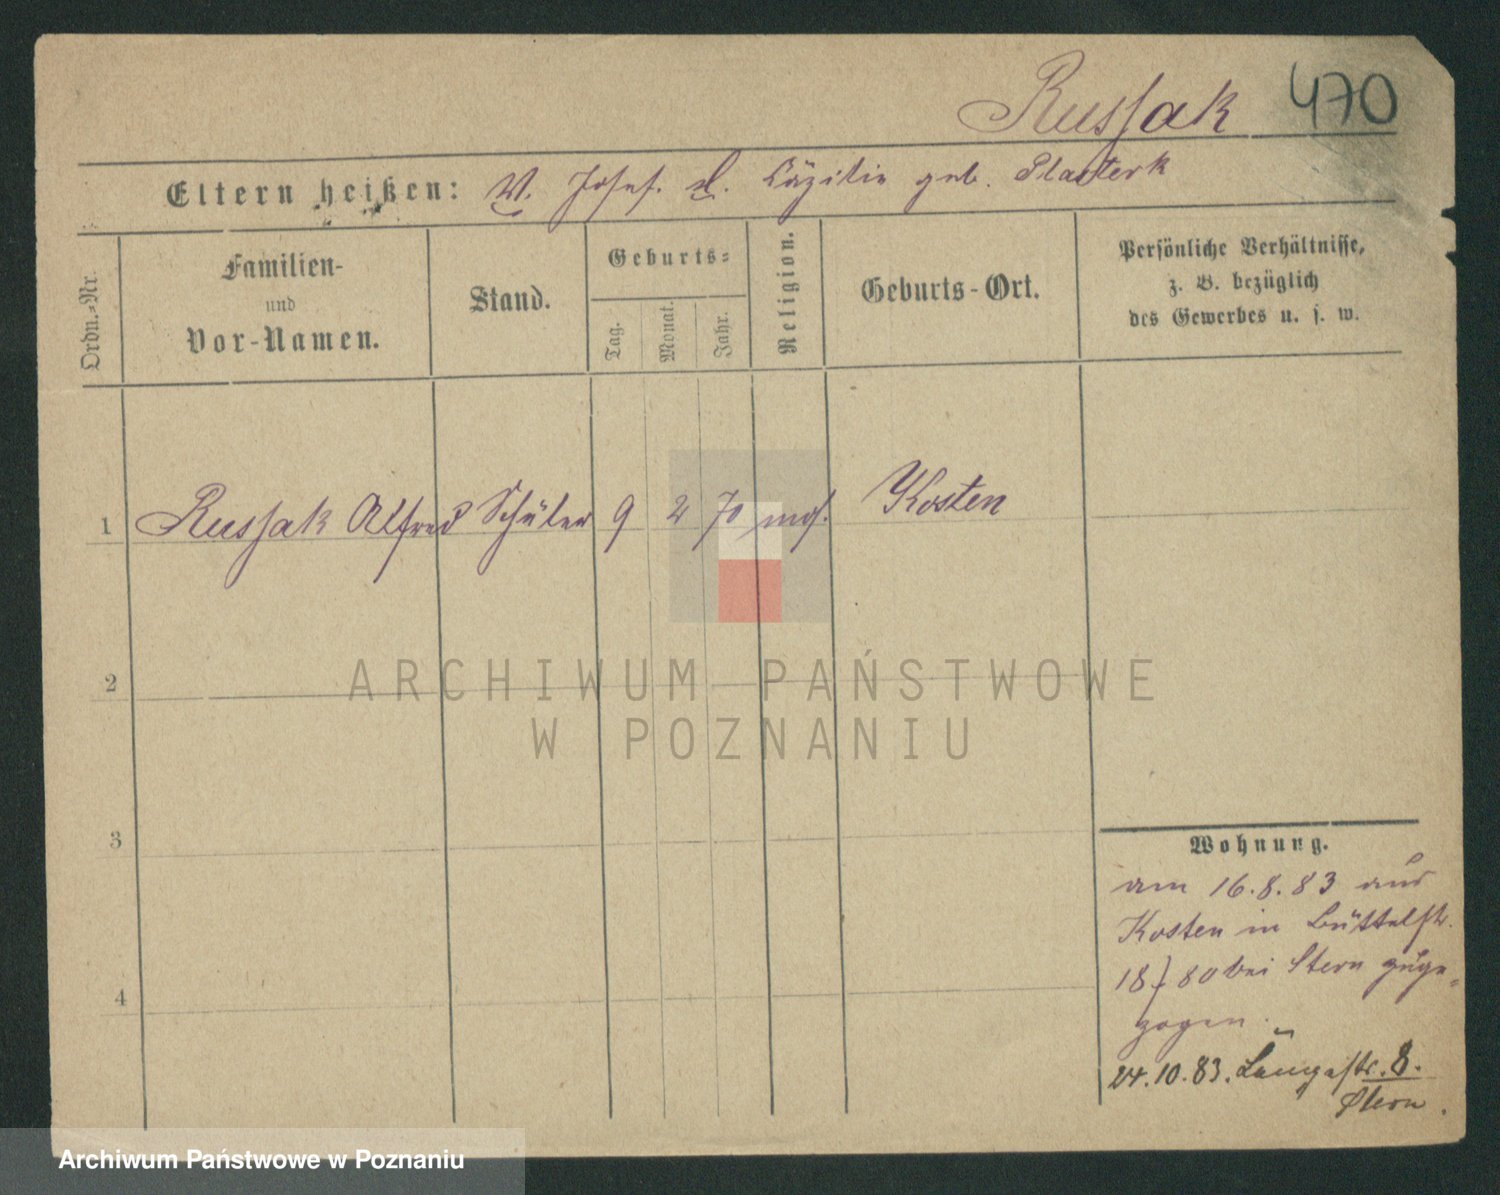 Russak 470
Eltern heißen: V. Josef. M. Cäzilie geb. Plasterk
Ordn.-Nr.
Familien-
und
Vor-Namen.
Stand.
Geburts-
Tag.
Monat.
Jahr.
Religion.
Geburts-Ort.
Persönliche Verhältnisse,
z. B. bezüglich
des Gewerbes u. s. w.
1 Russak Alfred Schüler 9 2 70 mos. Kosten
2
3
4
Wohnung.
am 16.8.83 aus
Kosten in Büttelstr.
18/80 bei Stern zuge-
zogen.
24.10.83. Langestr. 8.
Stern.
ARCHIWUM PAŃSTWOWE
W POZNANIU
Archiwum Państwowe w Poznaniu